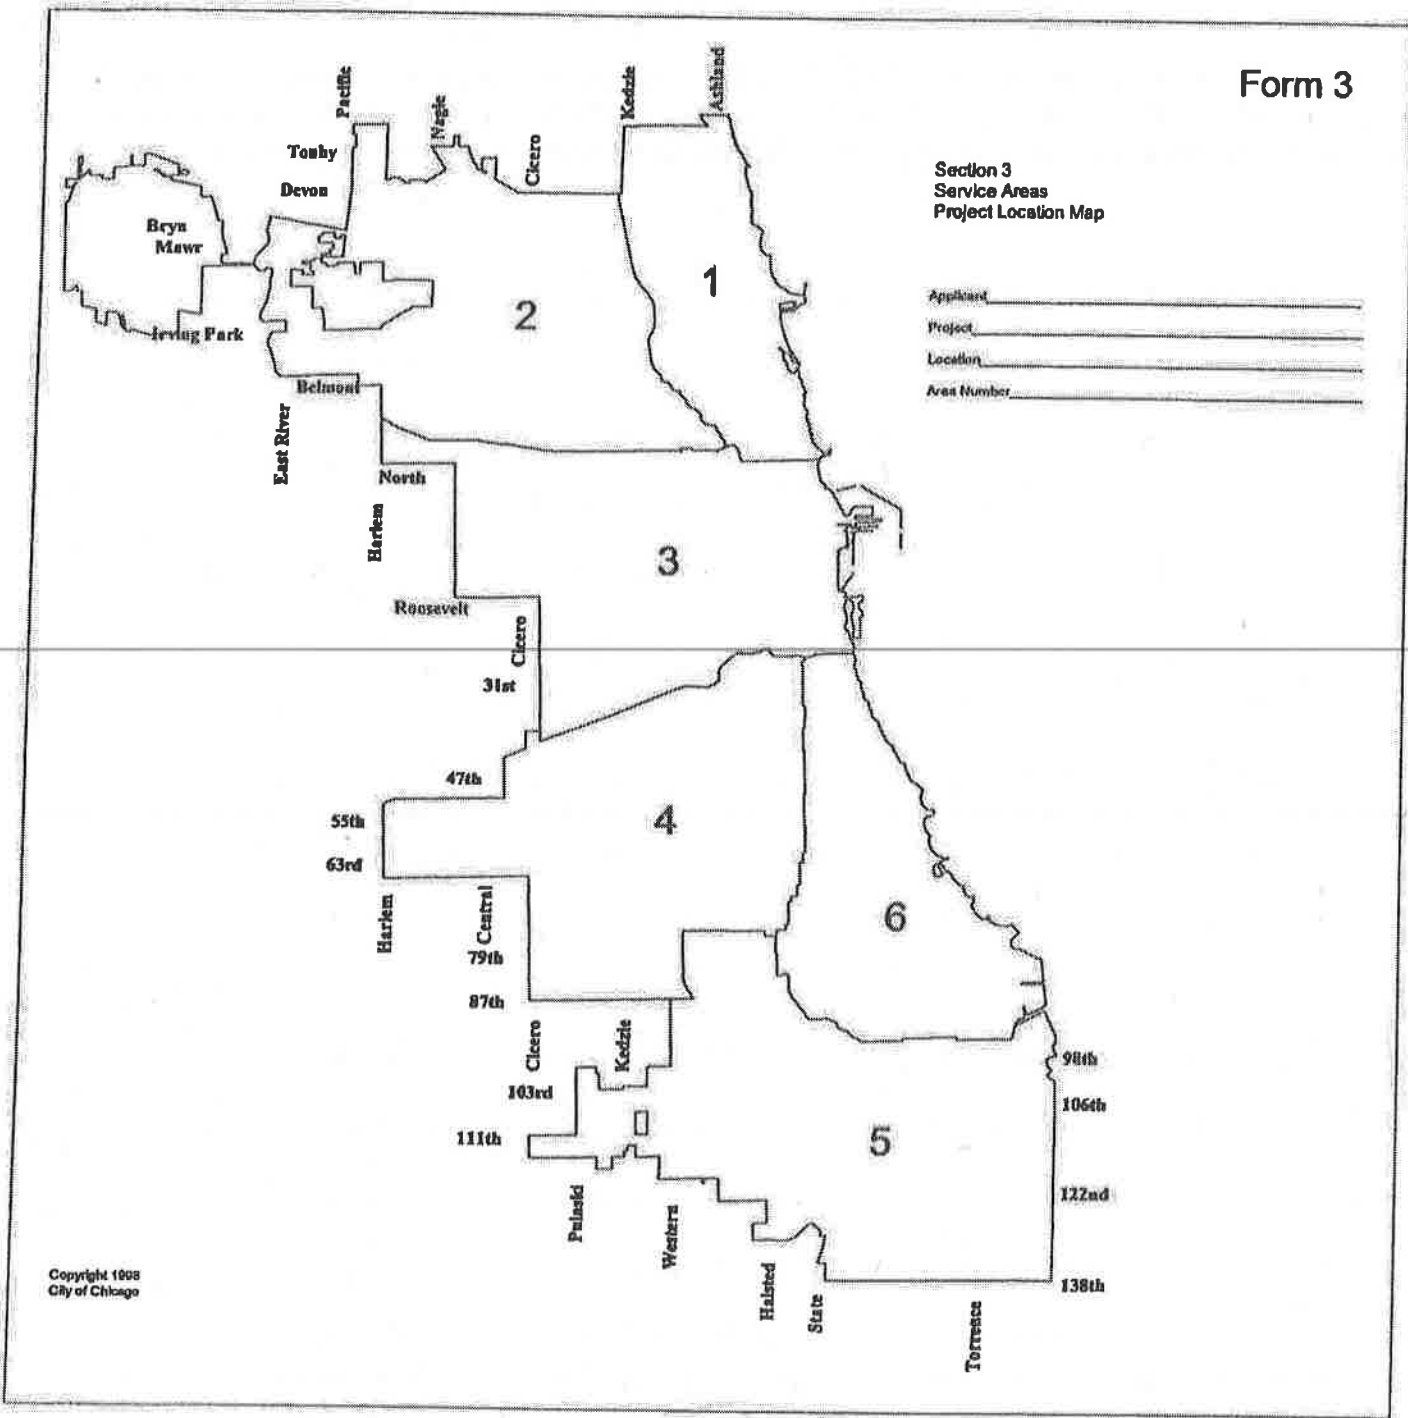 Form 3
Section 3
Service Areas
Project Location Map
Applicant
Project
Location
Area Number
Pacific
Touhy
Devon
Nagle
Cicero
Kedzie
Ashland
Bryn
Mawr
Irving Park
Belmont
East River
North
Harlem
Roosevelt
Cicero
31st
47th
55th
63rd
Harlem
Central
79th
87th
Cicero
Kedzie
103rd
111th
Pulaski
Western
Halsted
State
Torrence
98th
106th
122nd
138th
1
2
3
4
6
5
Copyright 1998
City of Chicago